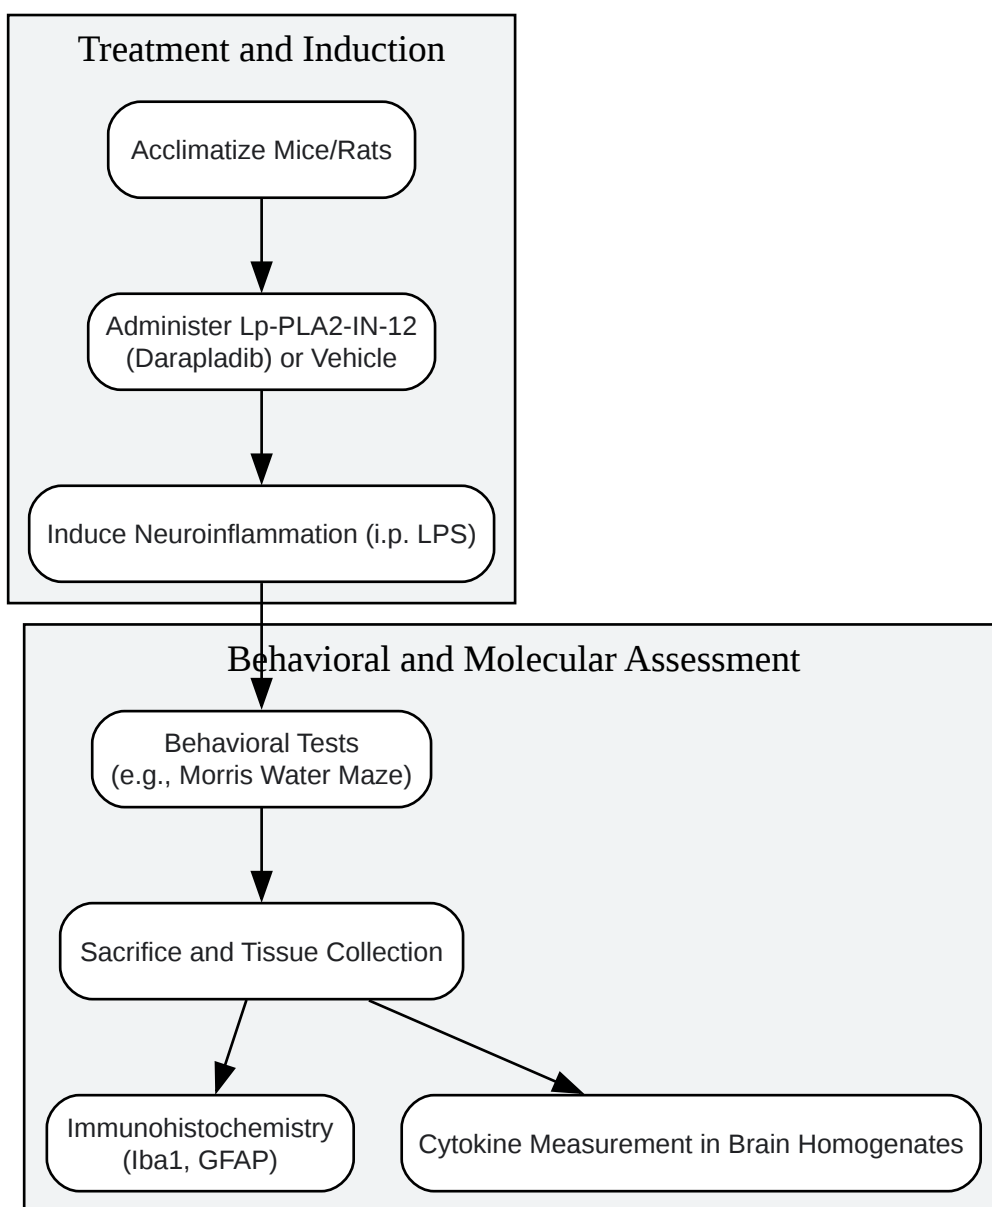 Treatment and Induction
Acclimatize Mice/Rats
Administer Lp-PLA2-IN-12
(Darapladib) or Vehicle
Induce Neuroinflammation (i.p. LPS)
Behavioral and Molecular Assessment
Behavioral Tests
(e.g., Morris Water Maze)
Sacrifice and Tissue Collection
Immunohistochemistry
(Iba1, GFAP)
Cytokine Measurement in Brain Homogenates